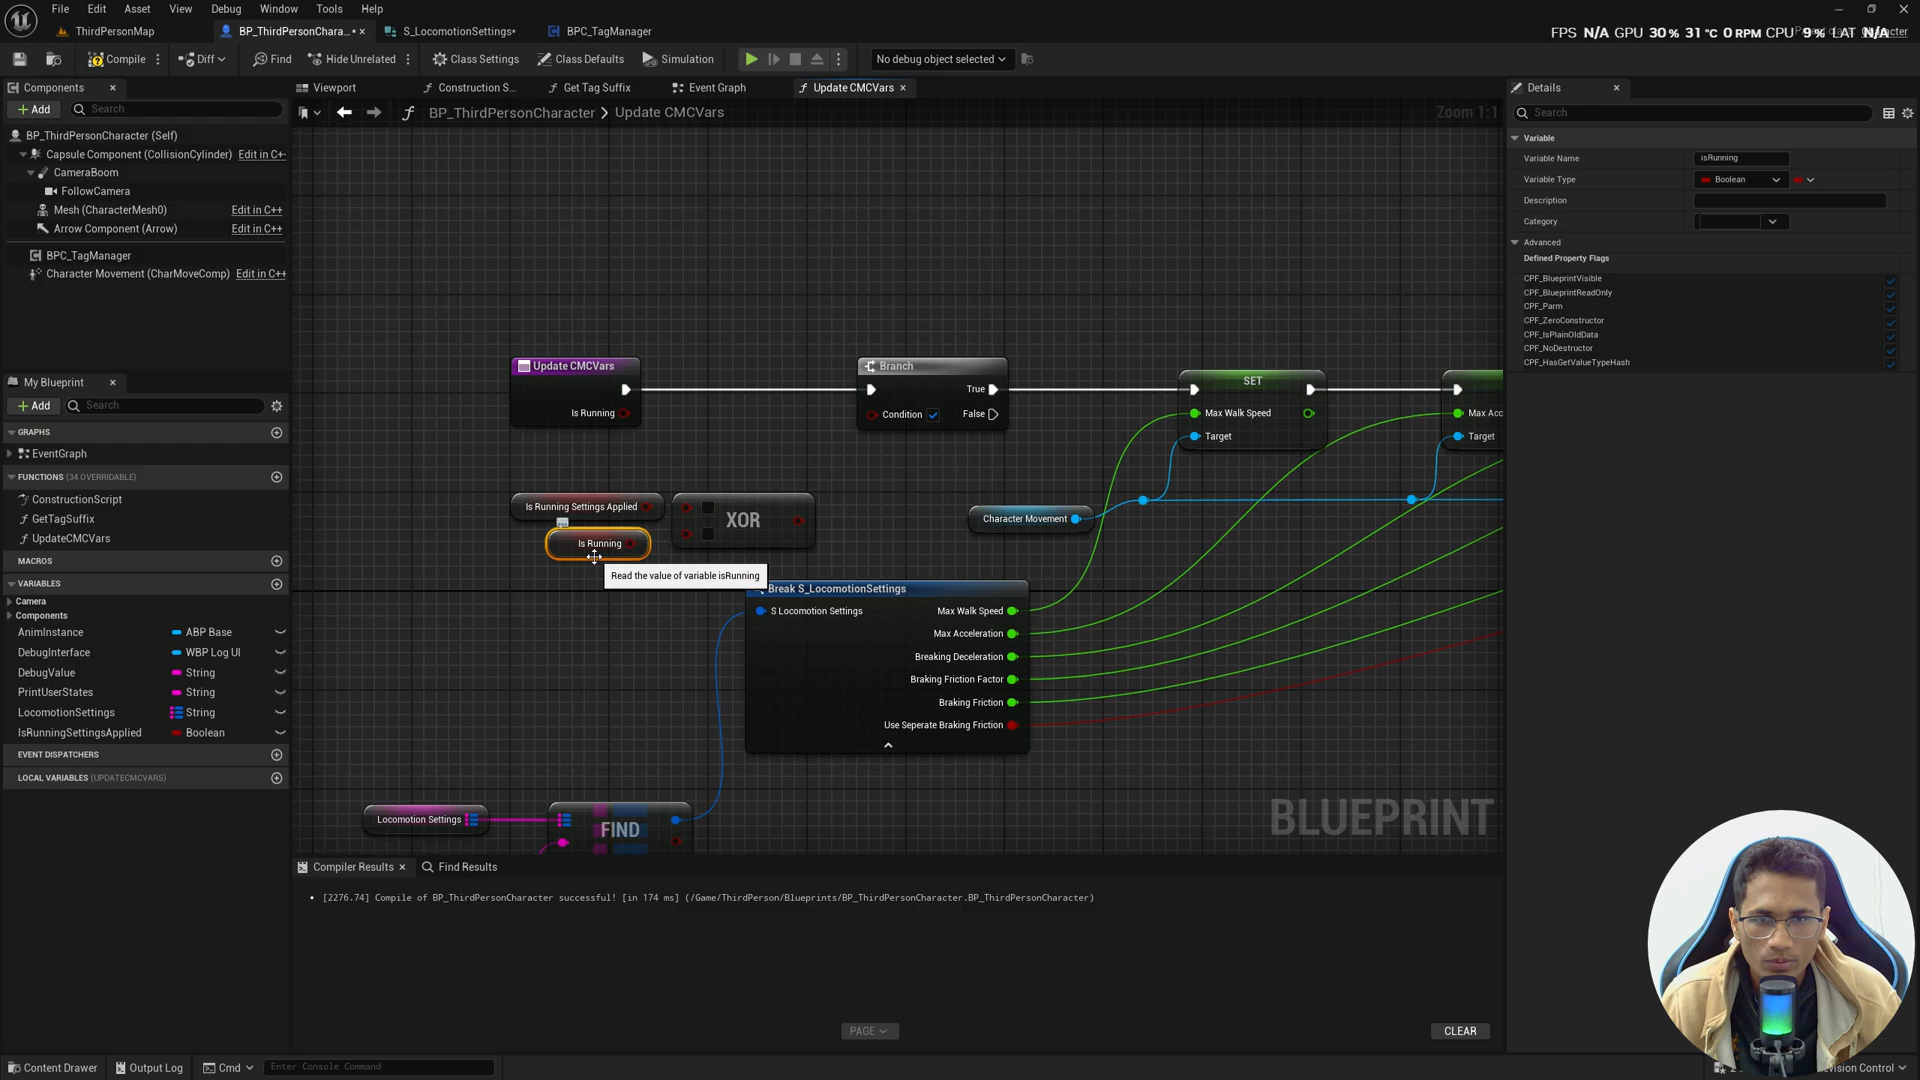 File Edit Asset View Debug Window Tools Help
ThirdPersonMap BP_ThirdPersonChara...* S_LocomotionSettings* BPC_TagManager
FPS N/A GPU 30% 31°C 0 RPM CPU 9% AT N/A
Compile Diff Find Hide Unrelated Class Settings Class Defaults Simulation No debug object selected
Components
Add Search
BP_ThirdPersonCharacter (Self)
Capsule Component (CollisionCylinder) Edit in C++
CameraBoom
FollowCamera
Mesh (CharacterMesh0) Edit in C++
Arrow Component (Arrow) Edit in C++
BPC_TagManager
Character Movement (CharMoveComp) Edit in C++
My Blueprint
Add Search
GRAPHS
EventGraph
FUNCTIONS (34 OVERRIDABLE)
ConstructionScript
GetTagSuffix
UpdateCMCVars
MACROS
VARIABLES
Camera
Components
AnimInstance ABP Base
DebugInterface WBP Log UI
DebugValue String
PrintUserStates String
LocomotionSettings String
IsRunningSettingsApplied Boolean
EVENT DISPATCHERS
LOCAL VARIABLES (UPDATECMCVARS)
Viewport Construction S... Get Tag Suffix Event Graph Update CMCVars
BP_ThirdPersonCharacter > Update CMCVars Zoom 1:1
Update CMCVars
Is Running
Branch
True
Condition False
SET
Max Walk Speed
Target
Max Acc
Target
Is Running Settings Applied
XOR
Is Running
Read the value of variable isRunning
Character Movement
Break S_LocomotionSettings
S Locomotion Settings Max Walk Speed
Max Acceleration
Breaking Deceleration
Braking Friction Factor
Braking Friction
Use Seperate Braking Friction
Locomotion Settings
FIND
BLUEPRINT
Compiler Results Find Results
[2276.74] Compile of BP_ThirdPersonCharacter successful! [in 174 ms] (/Game/ThirdPerson/Blueprints/BP_ThirdPersonCharacter.BP_ThirdPersonCharacter)
PAGE
CLEAR
Details
Search
Variable
Variable Name isRunning
Variable Type Boolean
Description
Category
Advanced
Defined Property Flags
CPF_BlueprintVisible
CPF_BlueprintReadOnly
CPF_Parm
CPF_ZeroConstructor
CPF_IsPlainOldData
CPF_NoDestructor
CPF_HasGetValueTypeHash
Content Drawer Output Log Cmd Enter Console Command
Control